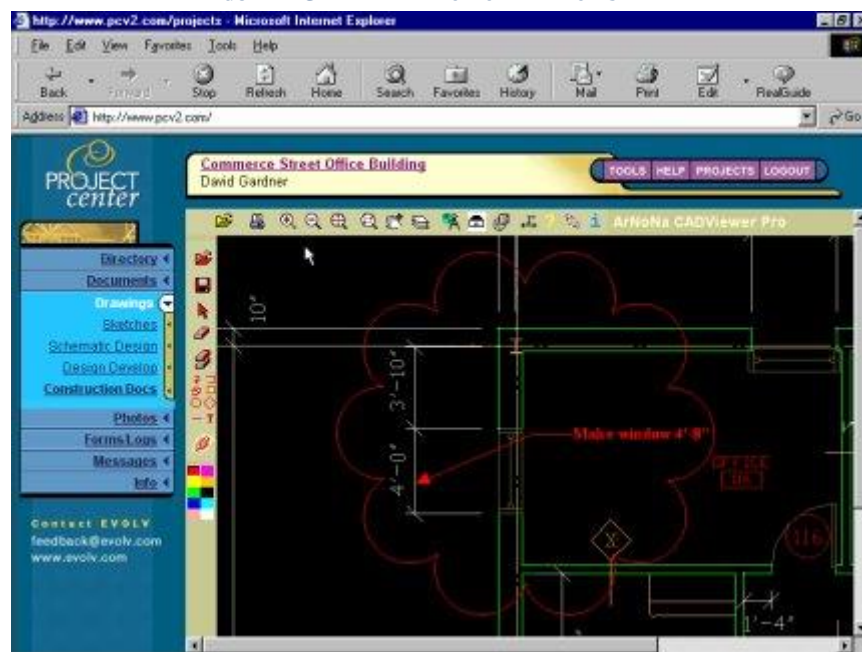 http://www.pcv2.com/projects - Microsoft Internet Explorer
File Edit View Favorites Tools Help
Back Forward Stop Refresh Home Search Favorites History Mail Print Edit RealGuide
Address http://www.pcv2.com/ Go
PROJECT
center
Commerce Street Office Building
David Gardner
TOOLS HELP PROJECTS LOGOUT
ArNoNa CADViewer Pro
Directory
Documents
Drawings
Sketches
Schematic Design
Design Develop
Construction Docs
Photos
Forms Logs
Messages
Info
Contact EVOLV
feedback@evolv.com
www.evolv.com
10"
3'-10"
4'-0"
Make window 4'-8"
OFFICE
X
116
1'-4"